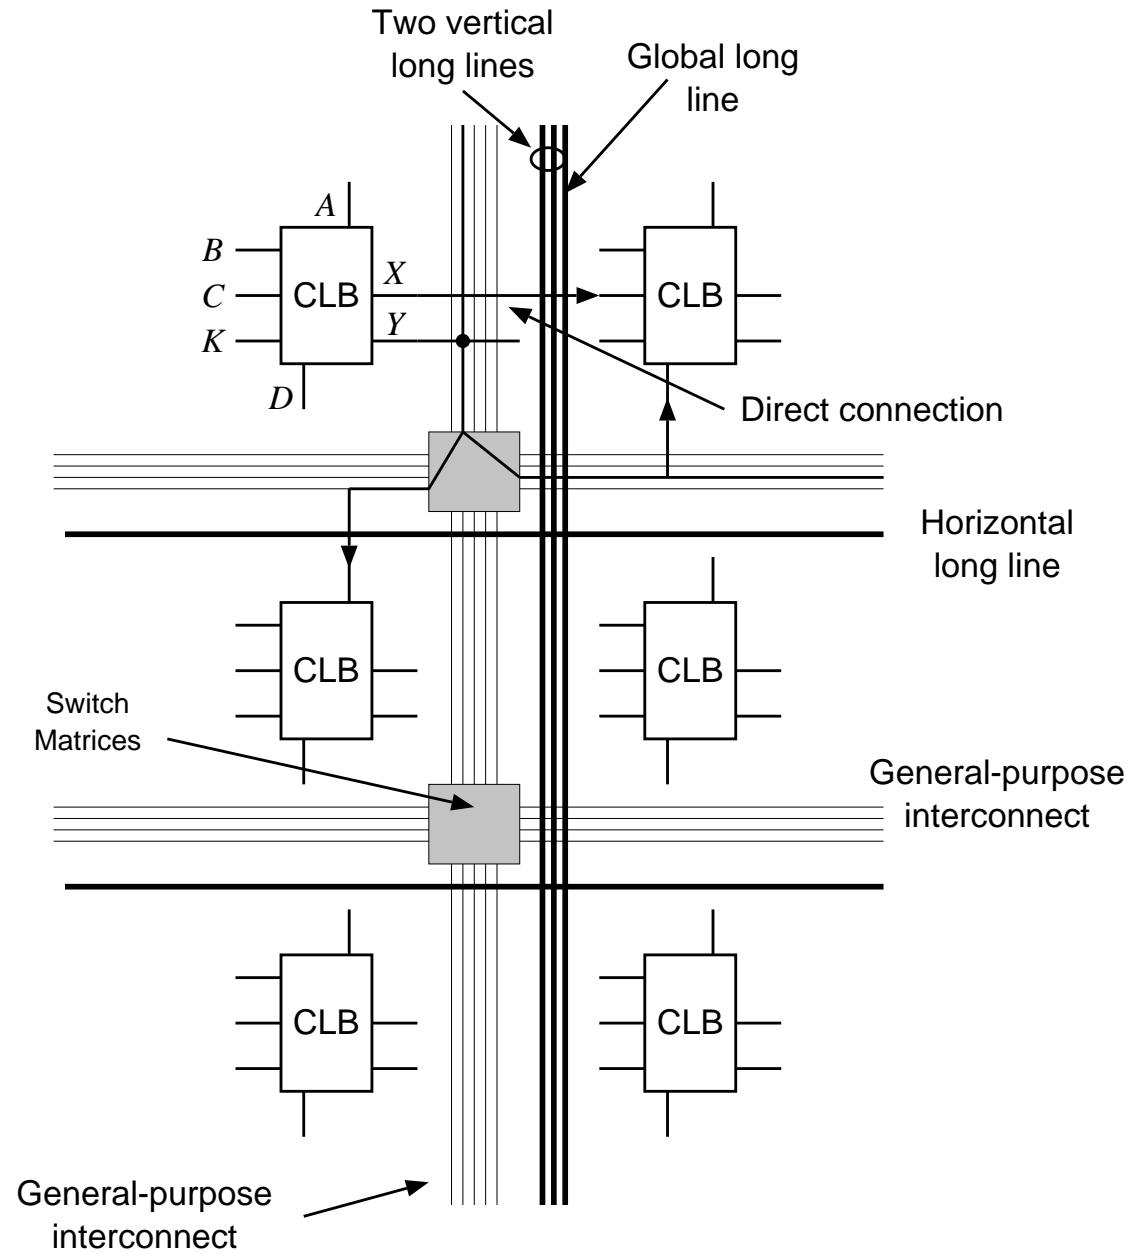 Two vertical
long lines
Global long
line
A
B
X
C
CLB
CLB
Y
K
D
Direct connection
Horizontal
long line
CLB
CLB
Switch
Matrices
General-purpose
interconnect
CLB
CLB
General-purpose
interconnect